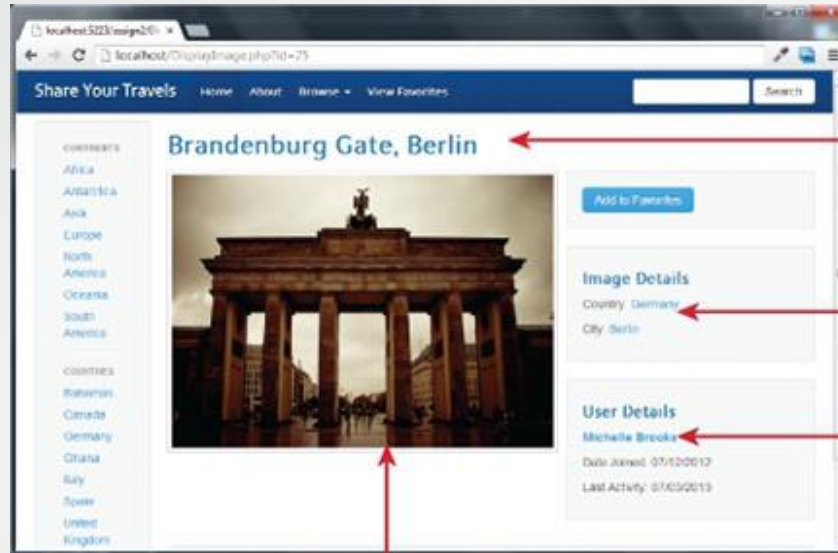 localhost/DisplayImage.php?id=75
Share Your Travels Home About Browse View Favorites Search
CONTINENTS
Africa
Antarctica
Asia
Europe
North
America
Oceania
South
America
COUNTRIES
Bahamas
Canada
Germany
Ghana
Italy
Spain
United
Kingdom
Brandenburg Gate, Berlin
Add to Favorites
Image Details
Country: Germany
City: Berlin
User Details
Michelle Brooks
Date Joined: 07/12/2012
Last Activity: 07/03/2013